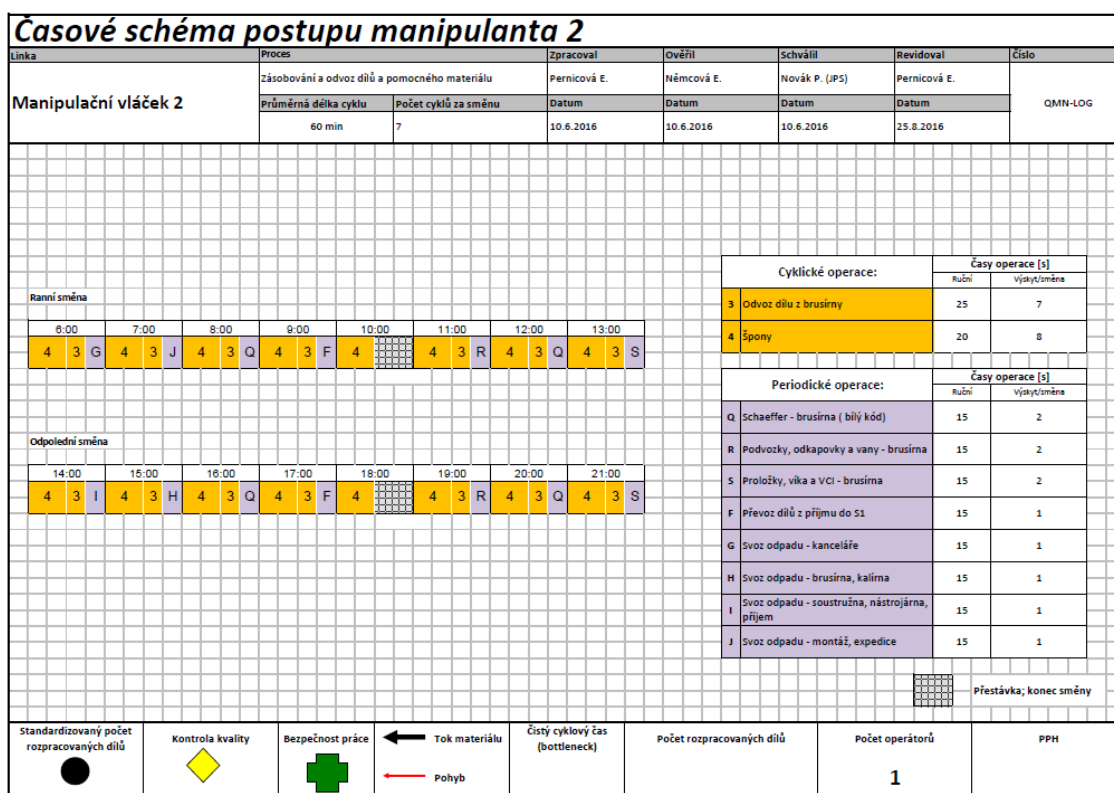 Časové schéma postupu manipulanta 2
Linka Proces Zpracoval Ověřil Schválil Revidoval Číslo
Manipulační vláček 2
Zásobování a odvoz dílů a pomocného materiálu Pernicová E. Němcová E. Novák P. (JPS) Pernicová E.
QMN-LOG
Průměrná délka cyklu Počet cyklů za směnu Datum Datum Datum Datum
60 min 7 10.6.2016 10.6.2016 10.6.2016 25.8.2016
Ranní směna
6:00 7:00 8:00 9:00 10:00 11:00 12:00 13:00
4 3 G 4 3 J 4 3 Q 4 3 F 4 4 3 R 4 3 Q 4 3 S
Odpolední směna
14:00 15:00 16:00 17:00 18:00 19:00 20:00 21:00
4 3 I 4 3 H 4 3 Q 4 3 F 4 4 3 R 4 3 Q 4 3 S
Cyklické operace: Časy operace [s]
Ruční Výskyt/směna
3 Odvoz dílu z brusírny 25 7
4 Špony 20 8
Periodické operace: Časy operace [s]
Ruční Výskyt/směna
Q Schaeffer - brusírna ( bílý kód) 15 2
R Podvozky, odkapovky a vany - brusírna 15 2
S Proložky, víka a VCI - brusírna 15 2
F Převoz dílů z příjmu do S1 15 1
G Svoz odpadu - kanceláře 15 1
H Svoz odpadu - brusírna, kalírna 15 1
I Svoz odpadu - soustružna, nástrojárna, 15 1
příjem
J Svoz odpadu - montáž, expedice 15 1
Přestávka; konec směny
Standardizovaný počet
rozpracovaných dílů
Kontrola kvality
Bezpečnost práce
Tok materiálu
Pohyb
Čistý cyklový čas
(bottleneck)
Počet rozpracovaných dílů
Počet operátorů
1
PPH